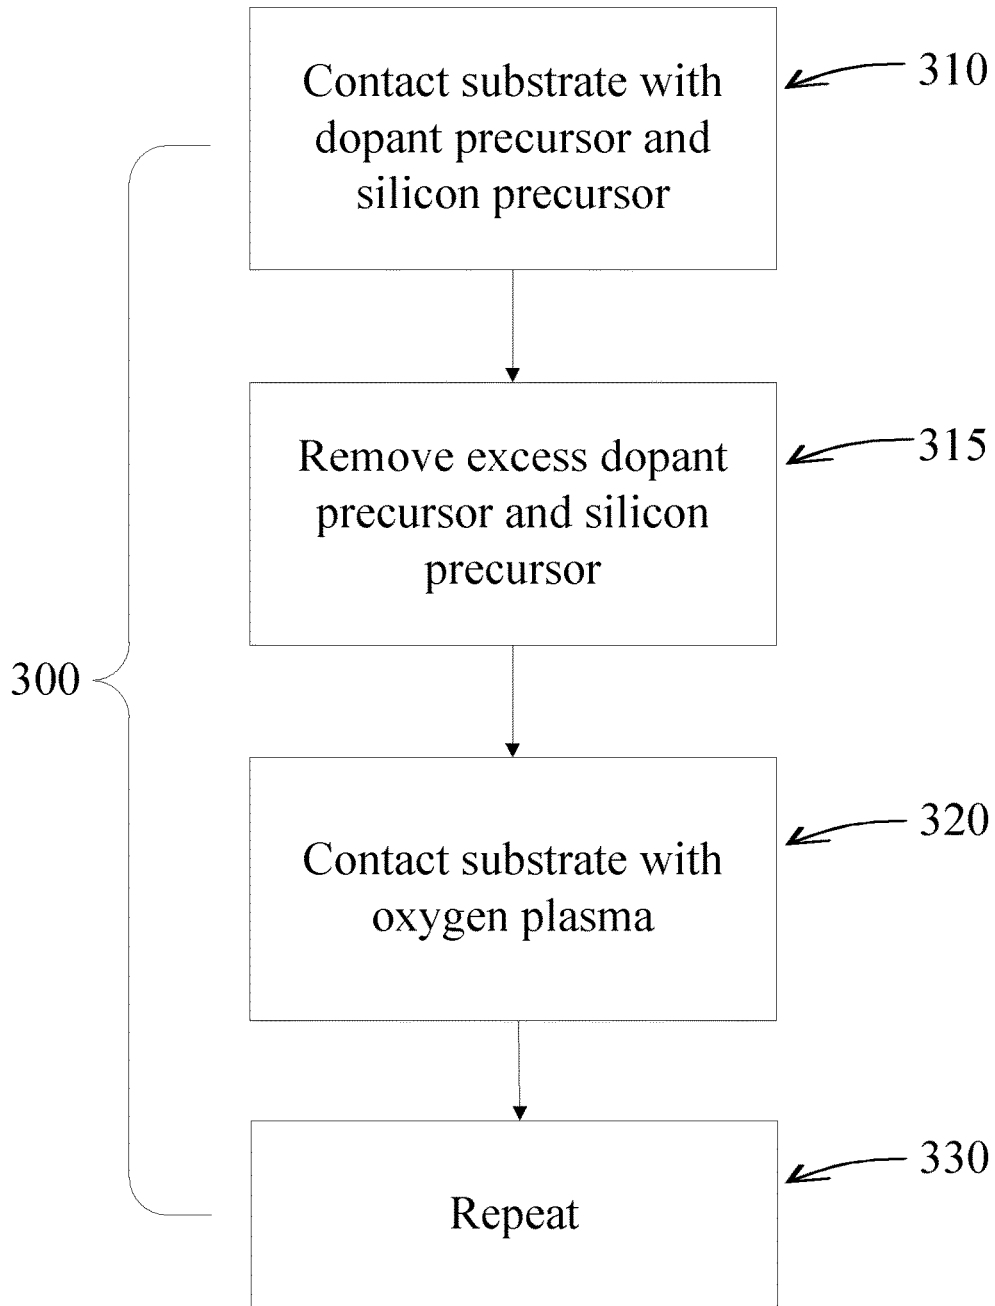 Contact substrate with
dopant precursor and
silicon precursor
310
Remove excess dopant
precursor and silicon
precursor
315
300
Contact substrate with
oxygen plasma
320
Repeat
330